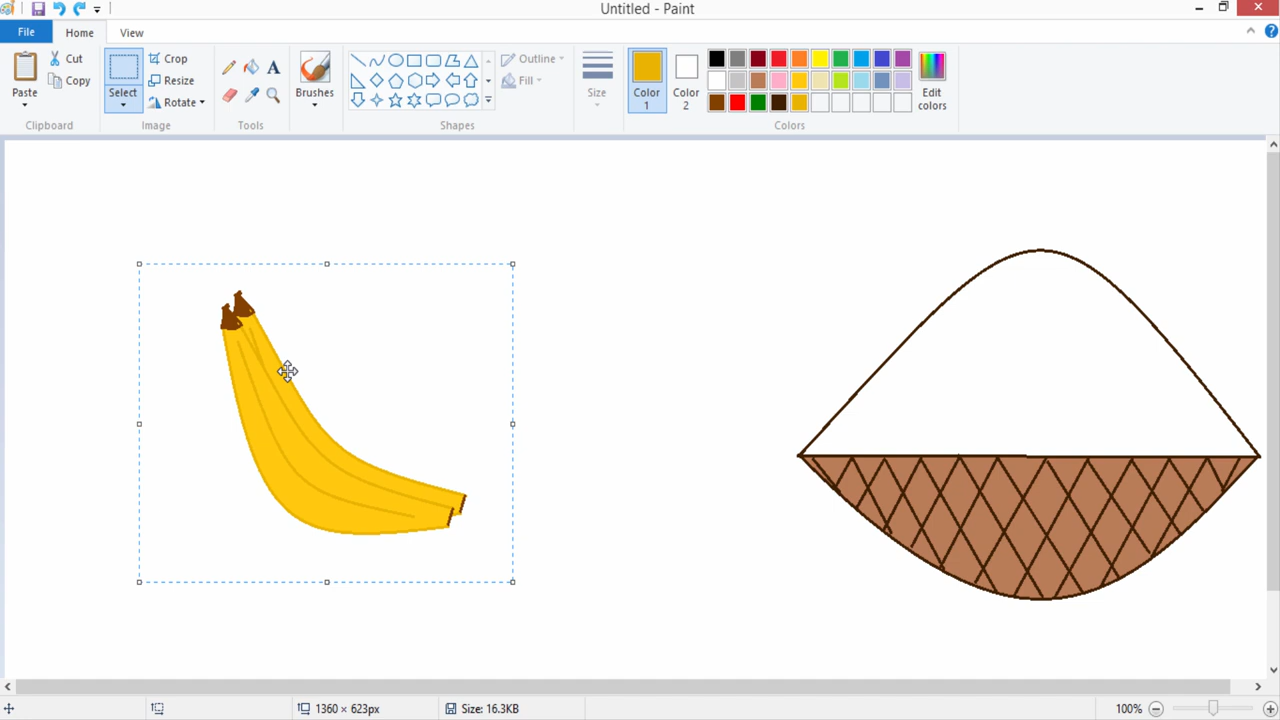 Untitled - Paint
File Home View
Paste
Cut
Copy
Clipboard
Select
Crop
Resize
Rotate
Image
A
Tools
Brushes
Outline
Fill
Shapes
Size
Color 1
Color 2
Edit colors
Colors
1360 × 623px
Size: 16.3KB
100%